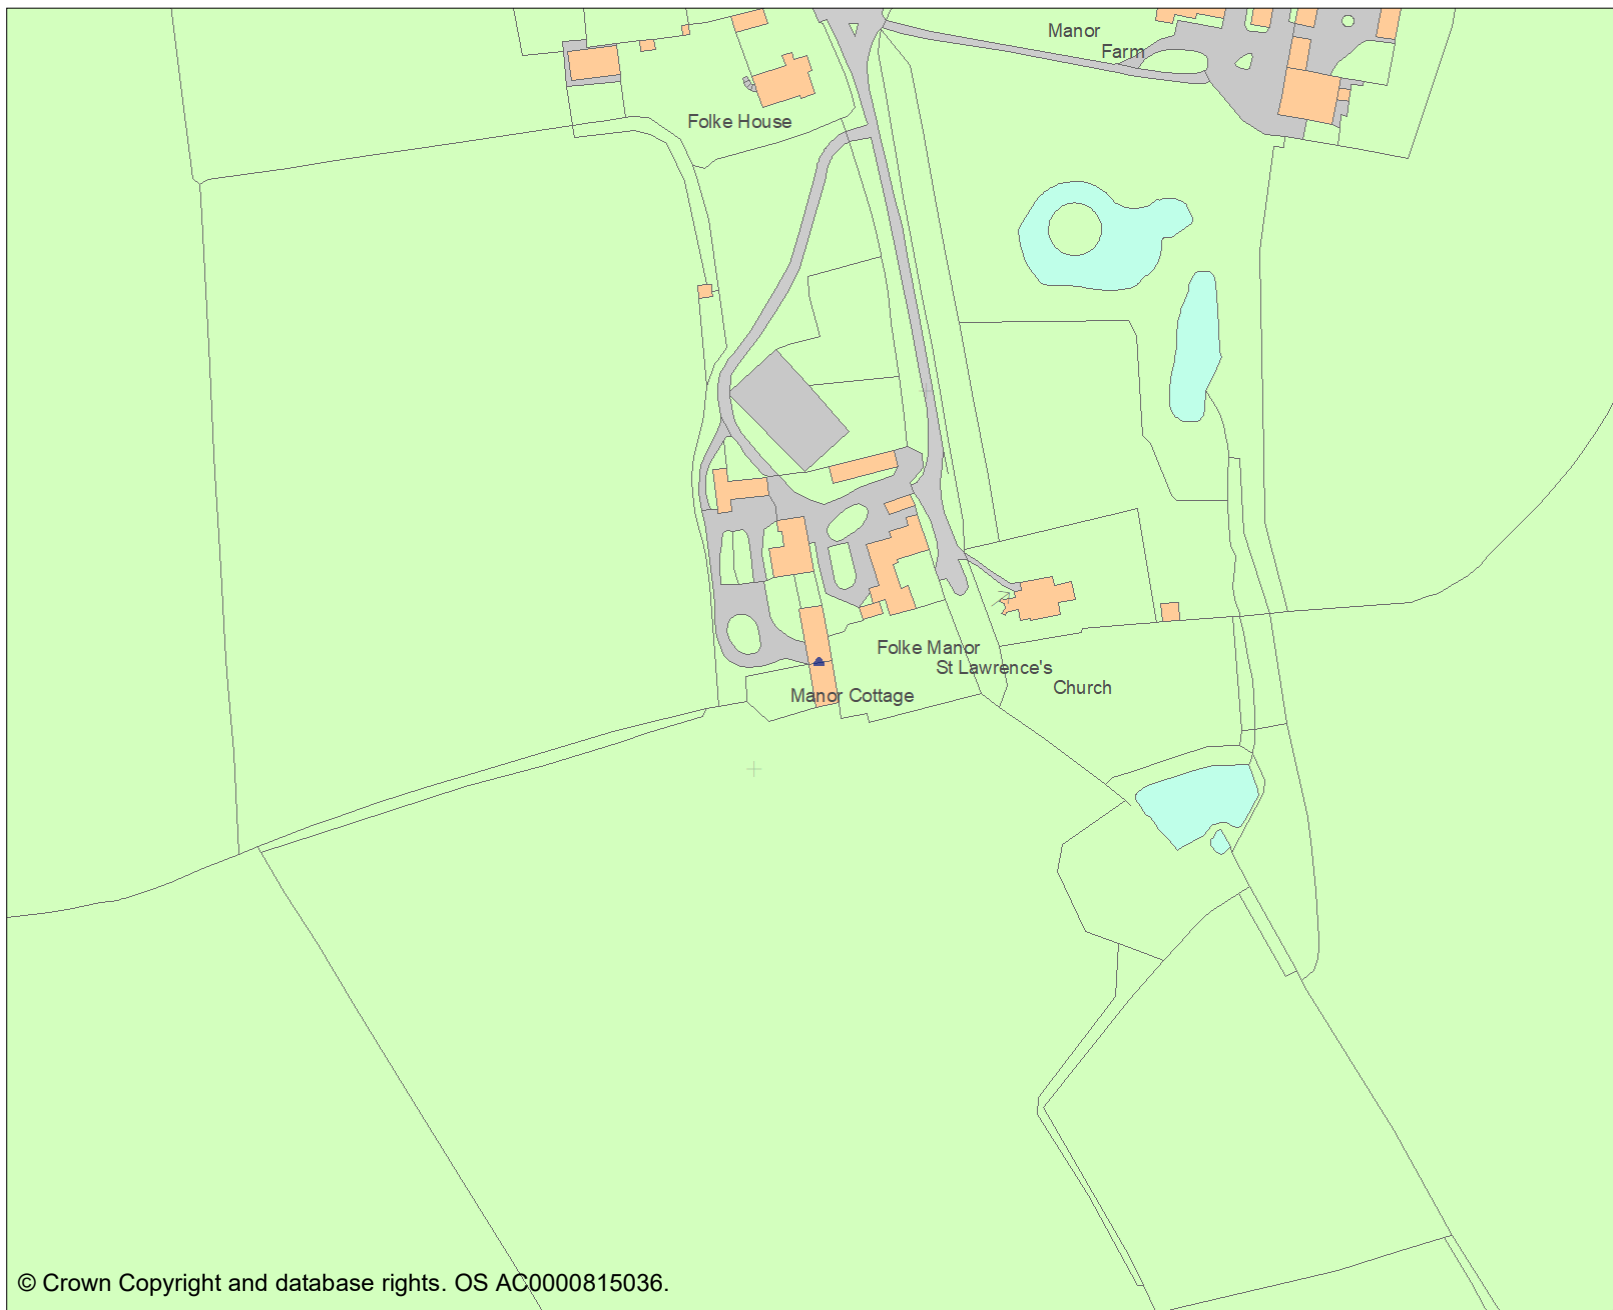 Manor
Farm
Folke House
Folke Manor
St Lawrence's
Church
Manor Cottage
© Crown Copyright and database rights. OS AC0000815036.